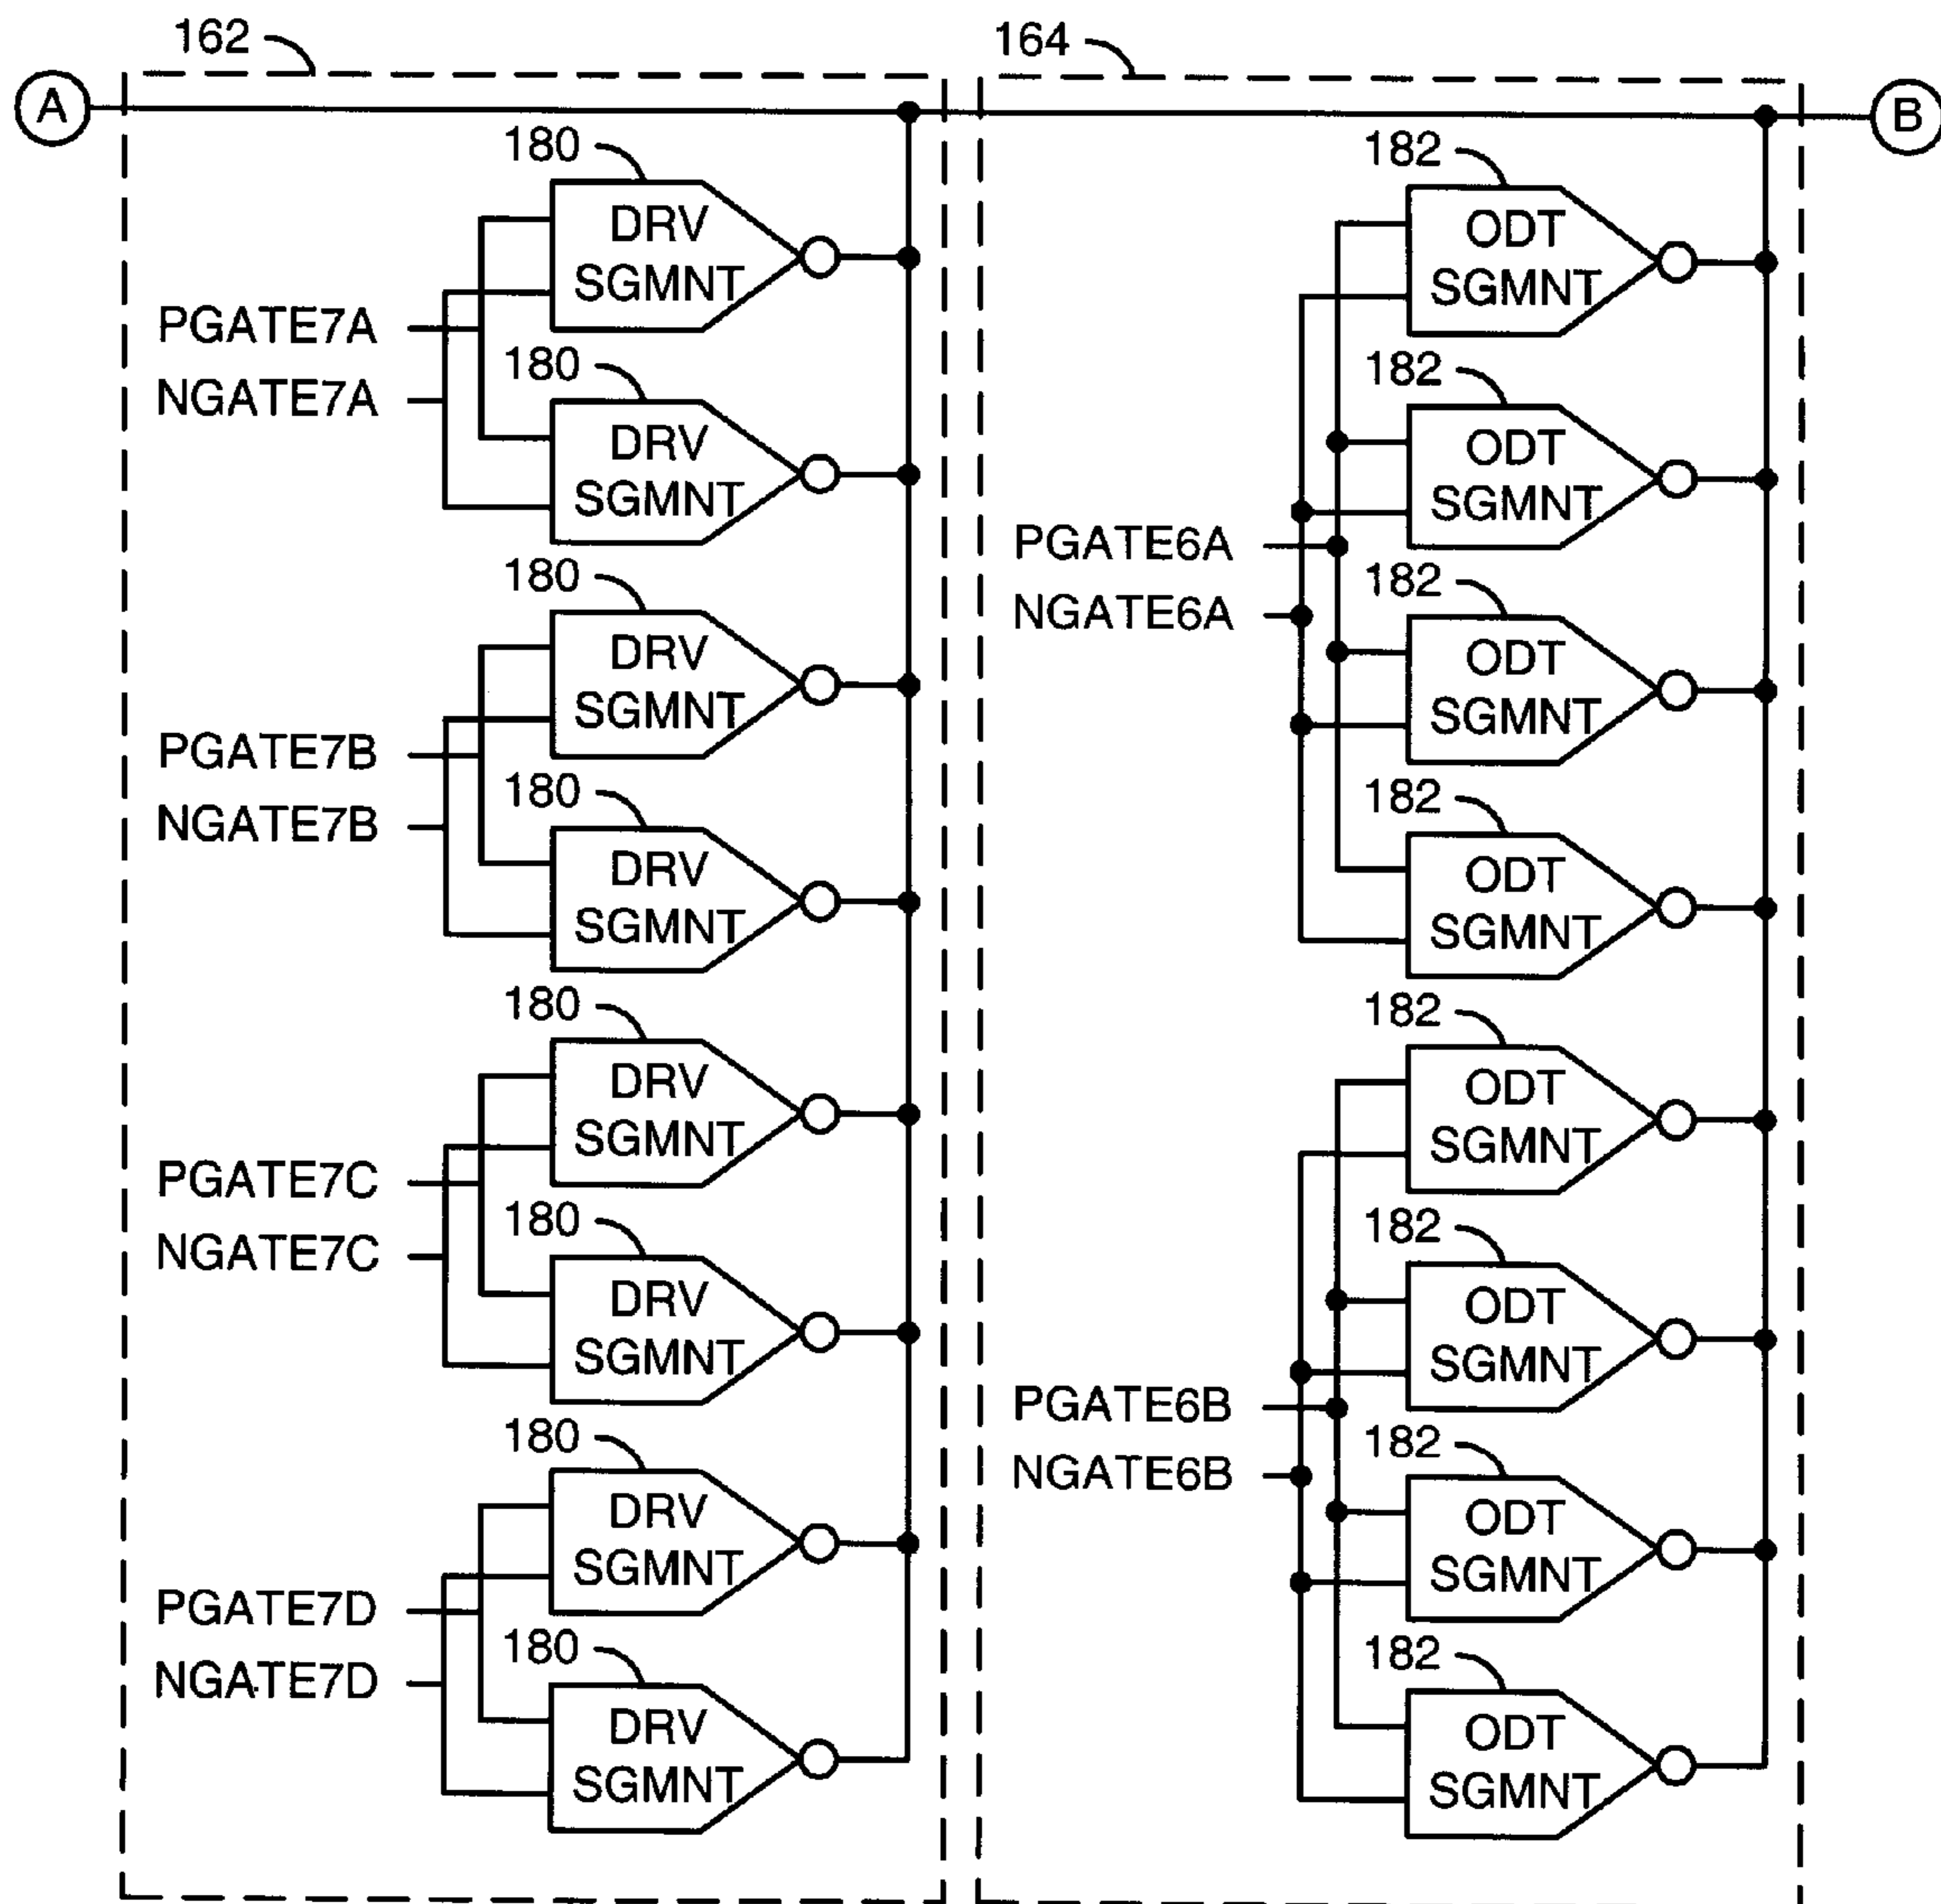 162
164
A
B
180
DRV
SGMNT
PGATE7A
NGATE7A
180
DRV
SGMNT
180
DRV
SGMNT
PGATE7B
NGATE7B
180
DRV
SGMNT
180
DRV
SGMNT
PGATE7C
NGATE7C
180
DRV
SGMNT
180
DRV
SGMNT
PGATE7D
NGATE7D
180
DRV
SGMNT
182
ODT
SGMNT
182
ODT
SGMNT
PGATE6A
NGATE6A
182
ODT
SGMNT
182
ODT
SGMNT
182
ODT
SGMNT
182
ODT
SGMNT
PGATE6B
NGATE6B
182
ODT
SGMNT
182
ODT
SGMNT